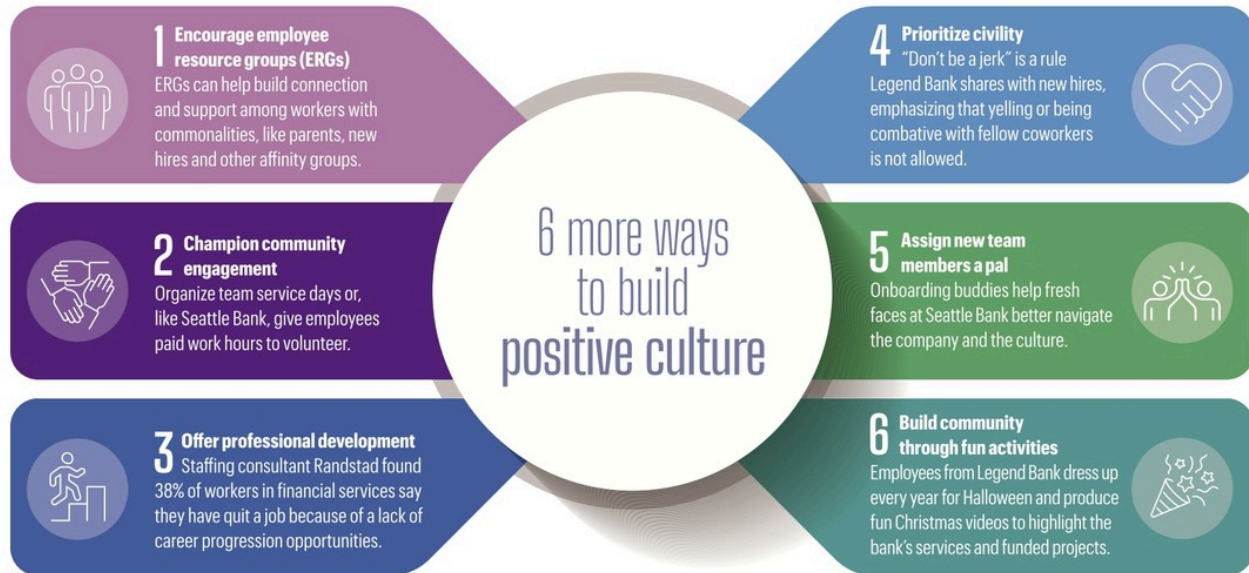 1 Encourage employee
resource groups (ERGs)
ERGs can help build connection
and support among workers with
commonalities, like parents, new
hires and other affinity groups.
2 Champion community
engagement
Organize team service days or,
like Seattle Bank, give employees
paid work hours to volunteer.
3 Offer professional development
Staffing consultant Randstad found
38% of workers in financial services say
they have quit a job because of a lack of
career progression opportunities.
6 more ways
to build
positive culture
4 Prioritize civility
“Don’t be a jerk” is a rule
Legend Bank shares with new hires,
emphasizing that yelling or being
combative with fellow coworkers
is not allowed.
5 Assign new team
members a pal
Onboarding buddies help fresh
faces at Seattle Bank better navigate
the company and the culture.
6 Build community
through fun activities
Employees from Legend Bank dress up
every year for Halloween and produce
fun Christmas videos to highlight the
bank’s services and funded projects.